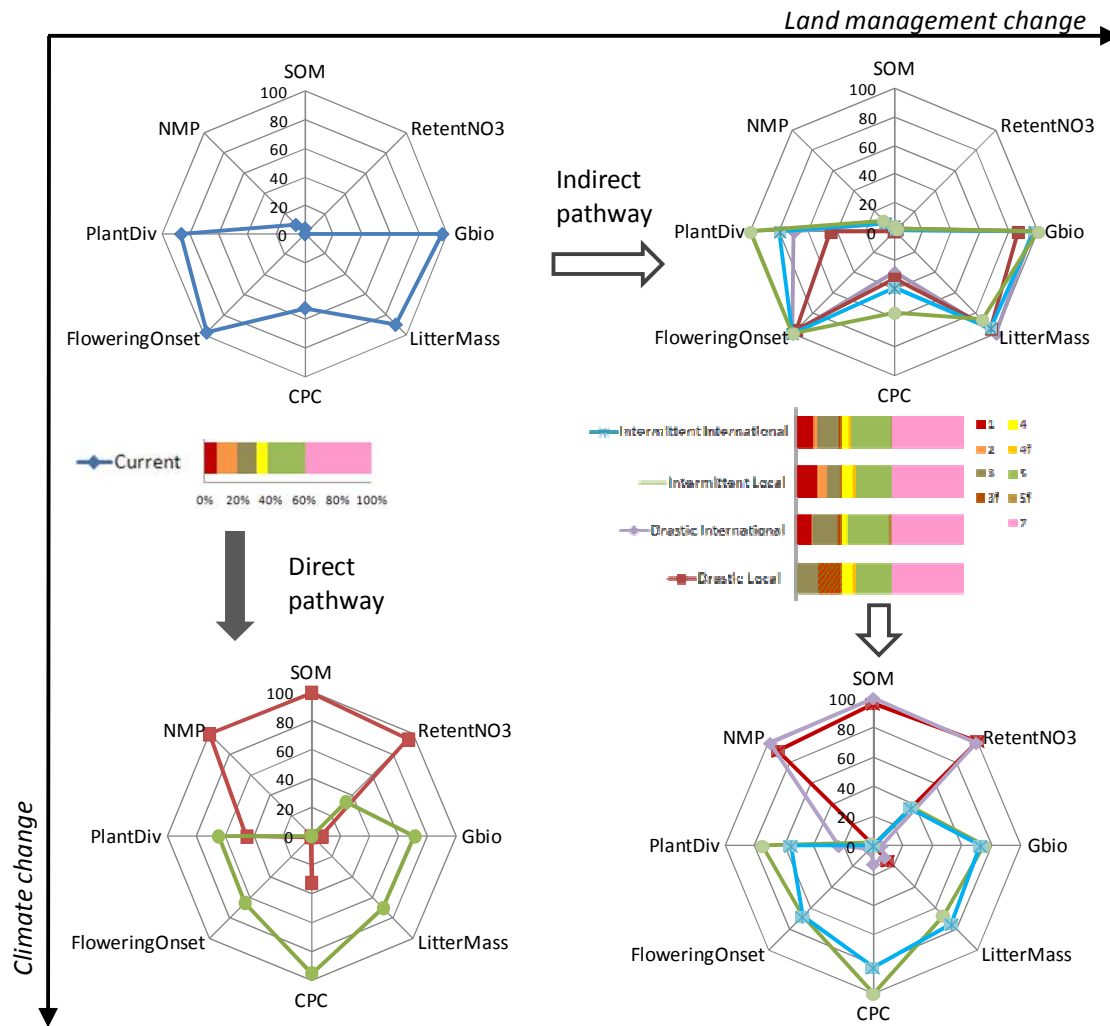 Land management change
SOM
100
80
60
40
20
0
RetentNO3
Gbio
LitterMass
CPC
FloweringOnset
PlantDiv
NMP
Indirect
pathway
SOM
100
80
60
40
20
0
RetentNO3
Gbio
LitterMass
CPC
FloweringOnset
PlantDiv
NMP
Current
0% 20% 40% 60% 80% 100%
Intermittent International
Intermittent Local
Drastic International
Drastic Local
1 4
2 4f
3 5
3f 5f
7
Direct
pathway
SOM
100
80
60
40
20
0
RetentNO3
Gbio
LitterMass
CPC
FloweringOnset
PlantDiv
NMP
SOM
100
80
60
40
20
0
RetentNO3
Gbio
LitterMass
CPC
FloweringOnset
PlantDiv
NMP
Climate change